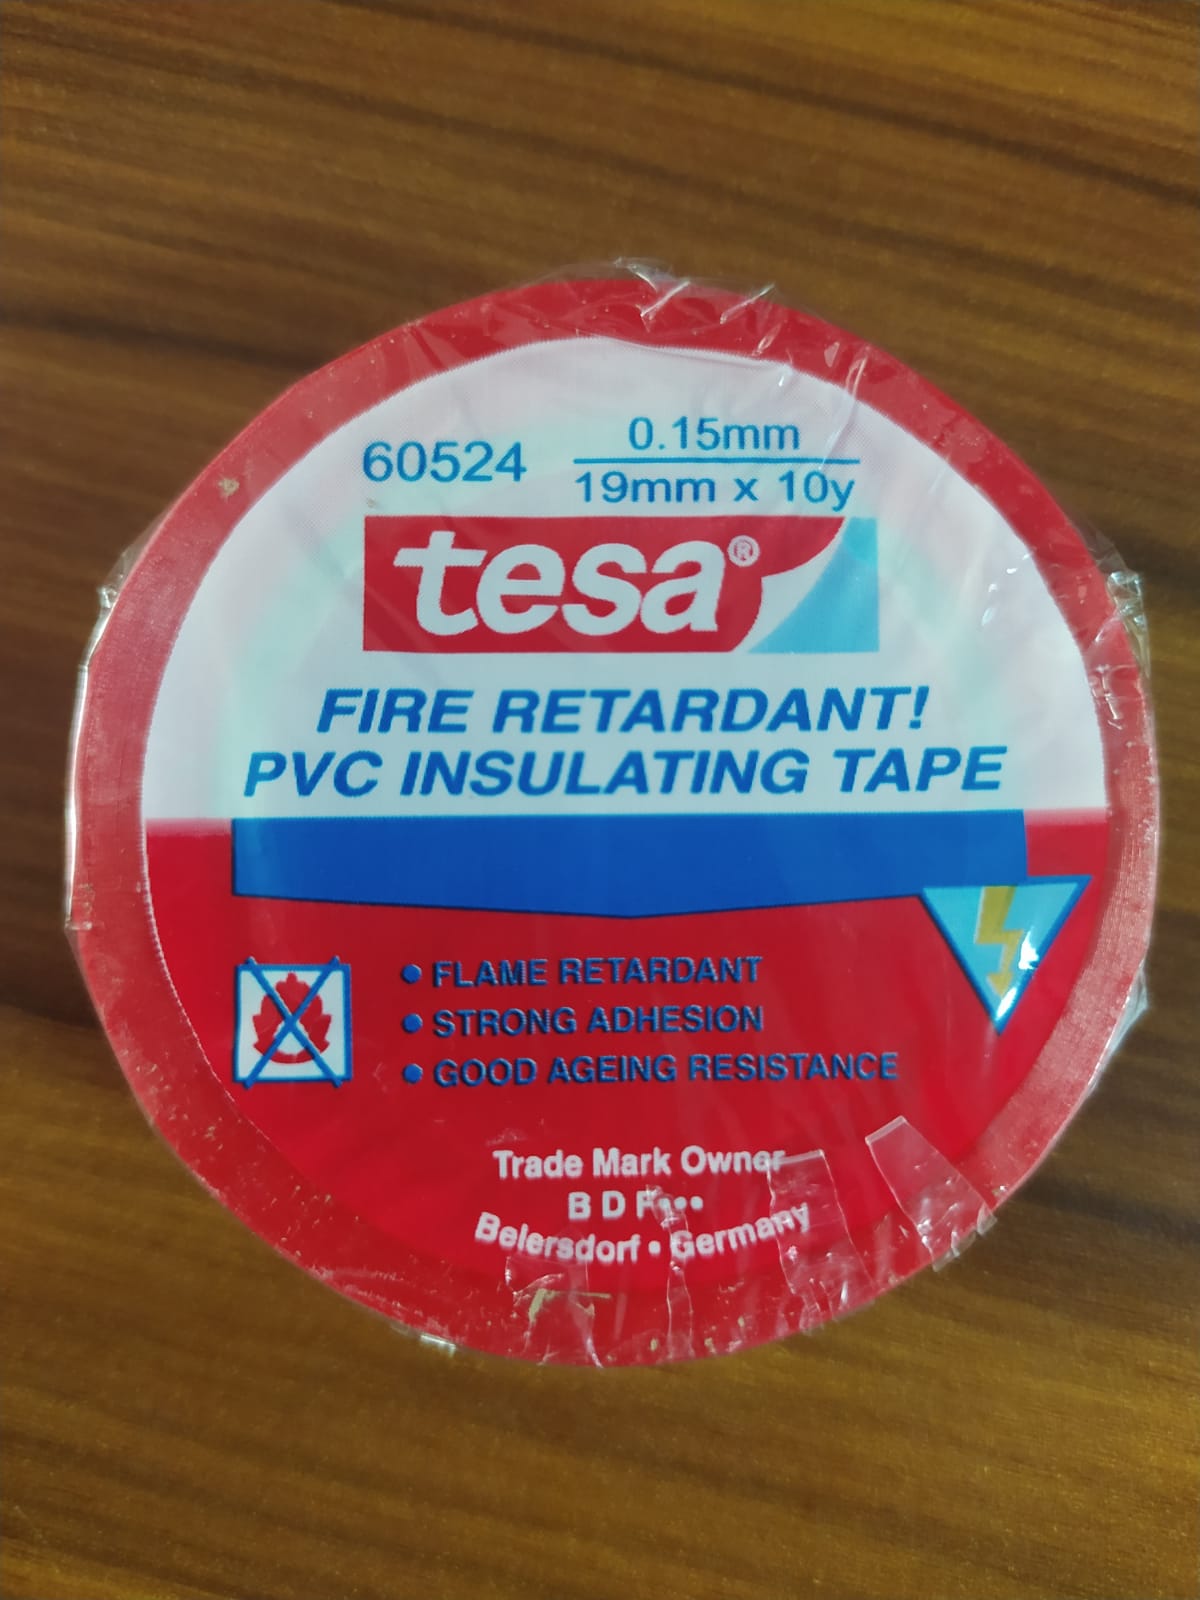 60524
0.15mm
19mm x 10y
tesa®
FIRE RETARDANT!
PVC INSULATING TAPE
• FLAME RETARDANT
• STRONG ADHESION
• GOOD AGEING RESISTANCE
Trade Mark Owner
B D F•••
Beiersdorf • Germany